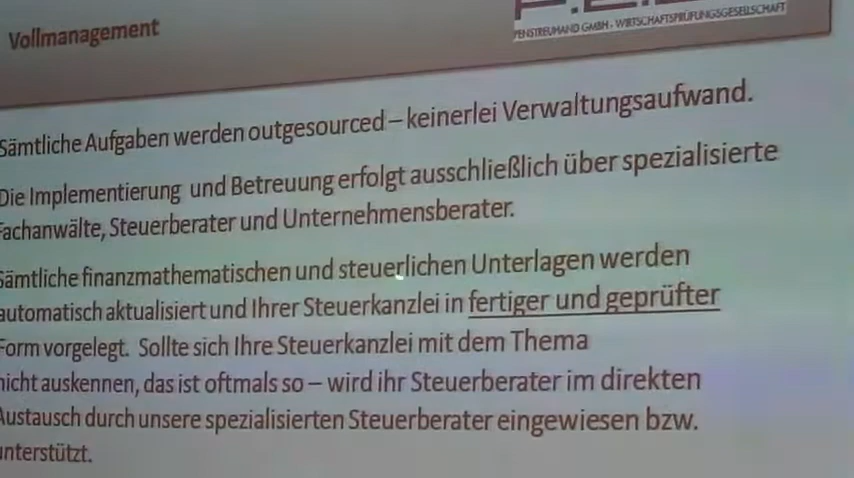 Vollmanagement
PENSTREUHAND GMBH · WIRTSCHAFTSPRÜFUNGSGESELLSCHAFT
Sämtliche Aufgaben werden outgesourced – keinerlei Verwaltungsaufwand.
Die Implementierung und Betreuung erfolgt ausschließlich über spezialisierte
Fachanwälte, Steuerberater und Unternehmensberater.
Sämtliche finanzmathematischen und steuerlichen Unterlagen werden
automatisch aktualisiert und Ihrer Steuerkanzlei in fertiger und geprüfter
Form vorgelegt. Sollte sich Ihre Steuerkanzlei mit dem Thema
nicht auskennen, das ist oftmals so – wird ihr Steuerberater im direkten
Austausch durch unsere spezialisierten Steuerberater eingewiesen bzw.
unterstützt.